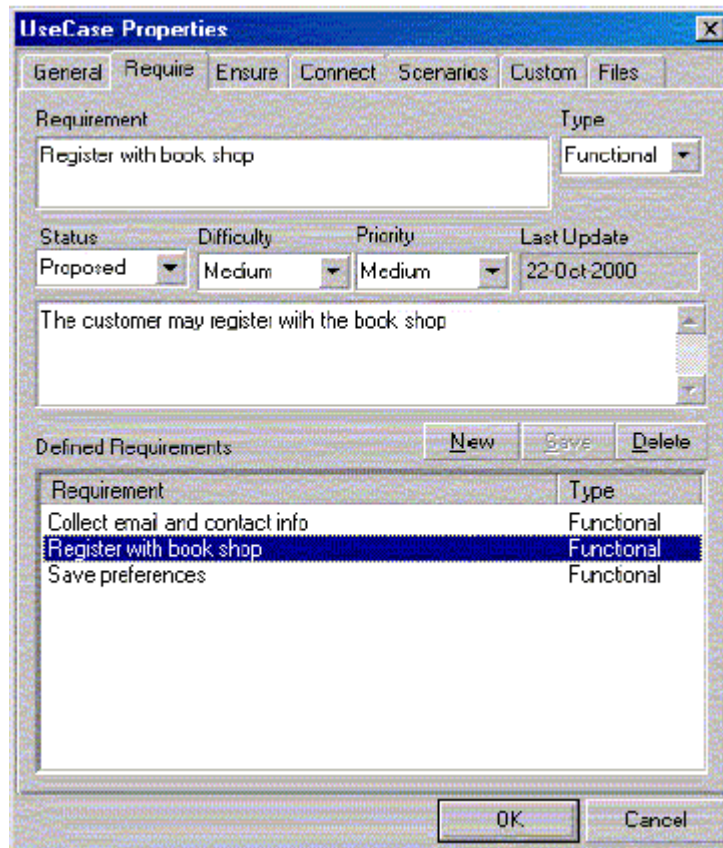 UseCase Properties
General Require Ensure Connect Scenarios Custom Files
Requirement Type
Register with book shop Functional
Status Difficulty Priority Last Update
Proposed Medium Medium 22-Oct-2000
The customer may register with the book shop
Defined Requirements New Save Delete
Requirement Type
Collect email and contact info Functional
Register with book shop Functional
Save preferences Functional
OK Cancel